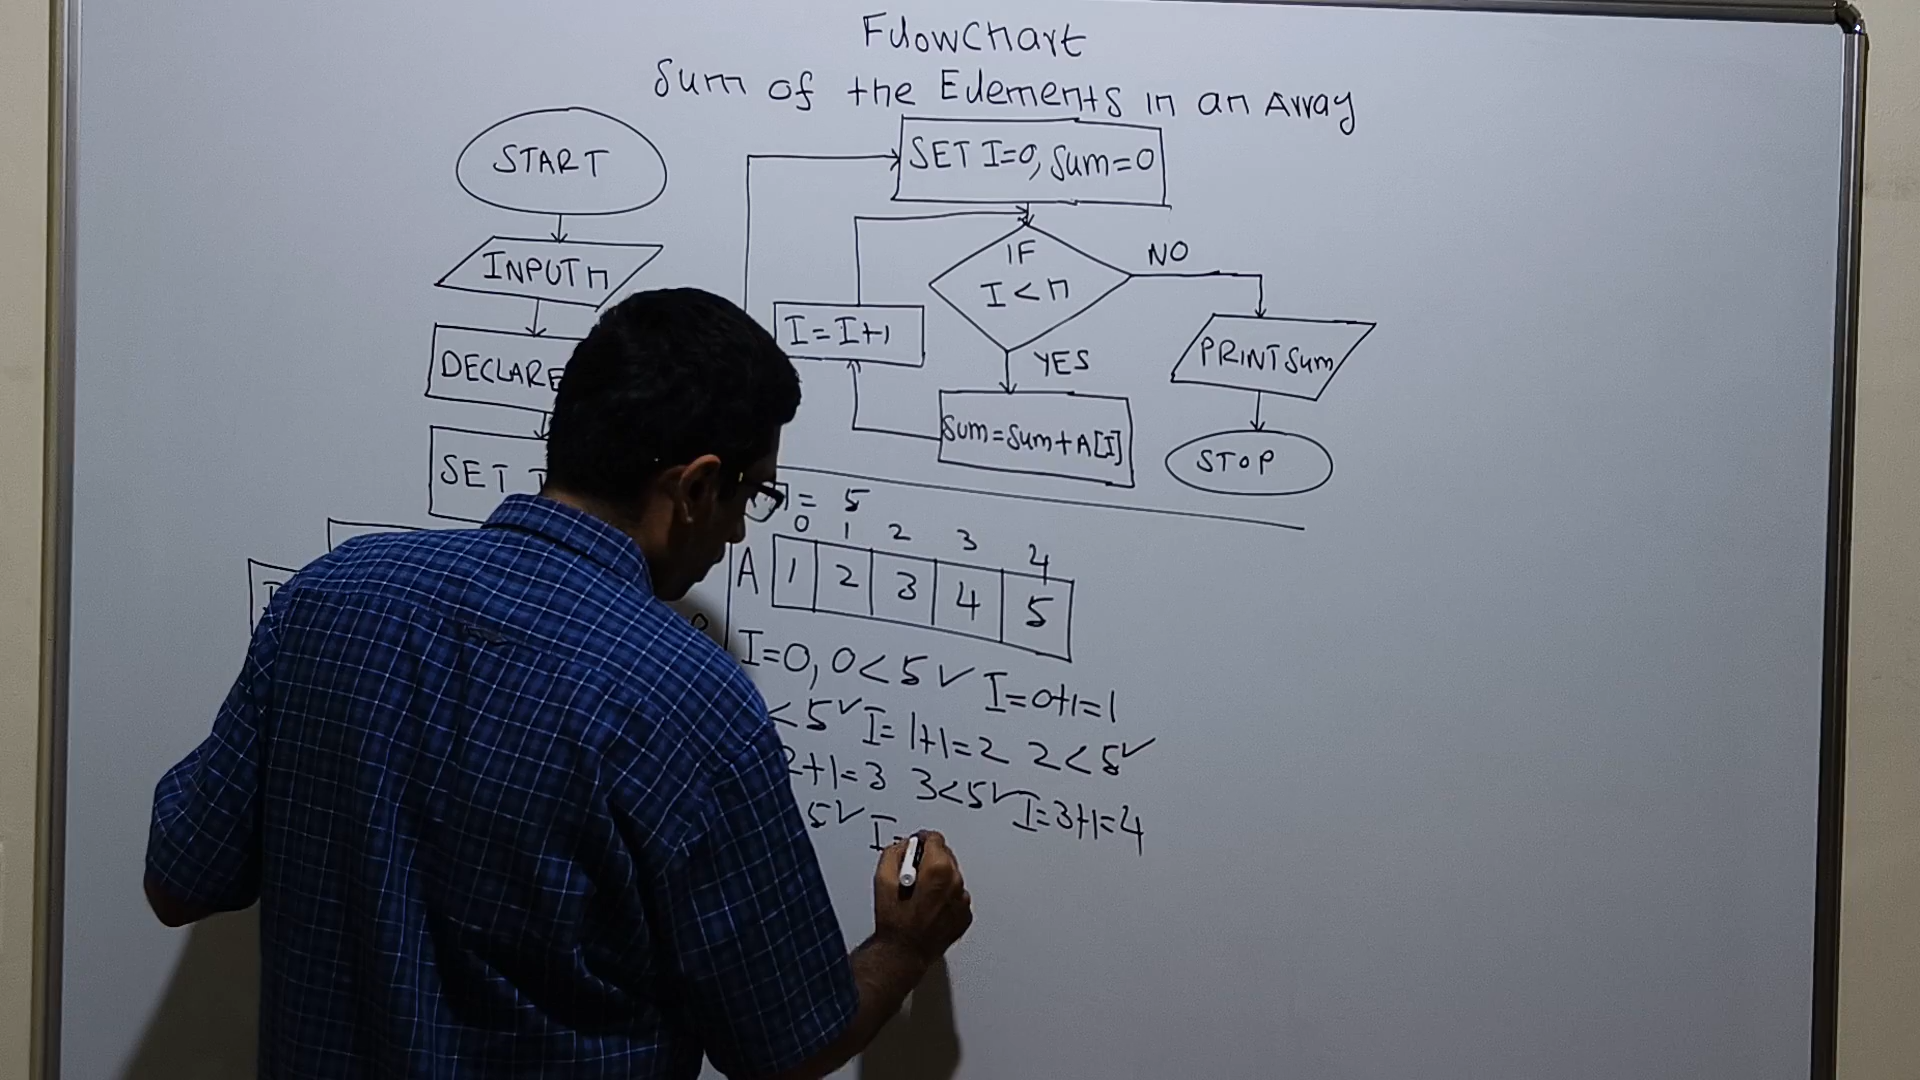 FlowChart
Sum of the Elements in an Array
START
INPUT n
DECLARE
SET
SET I=0, Sum=0
IF
I < n
NO
YES
I = I+1
Sum = Sum + A[I]
PRINT Sum
STOP
= 5
0 1 2 3 4
A 1 2 3 4 5
I=0, 0<5 ✓ I=0+1=1
<5 ✓ I= 1+1=2 2<5 ✓
2+1=3 3<5 ✓ I=3+1=4
5 ✓ I=